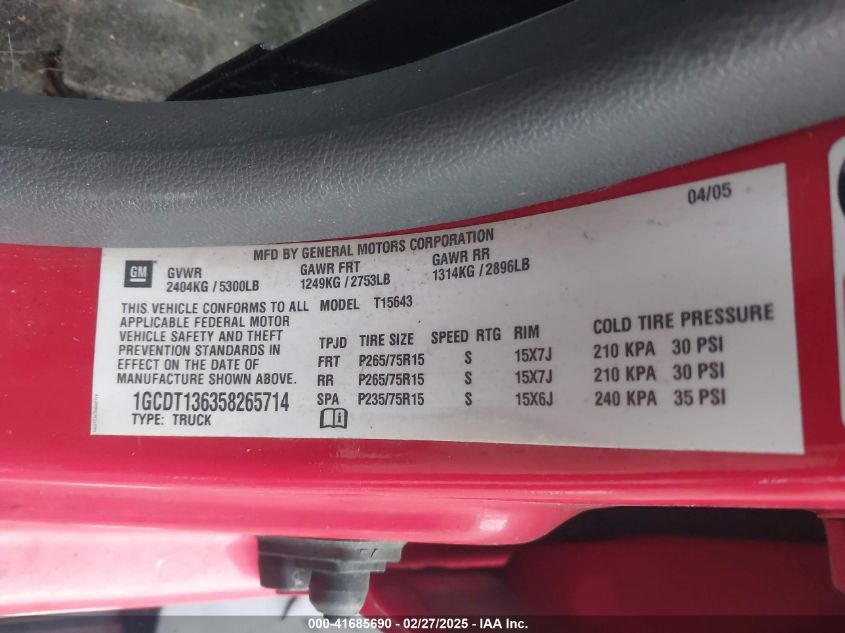 04/05
MFD BY GENERAL MOTORS CORPORATION
GM
GVWR GAWR FRT GAWR RR
2404KG / 5300LB 1249KG / 2753LB 1314KG / 2896LB
THIS VEHICLE CONFORMS TO ALL
APPLICABLE FEDERAL MOTOR
VEHICLE SAFETY AND THEFT
PREVENTION STANDARDS IN
EFFECT ON THE DATE OF
MANUFACTURE SHOWN ABOVE.
1GCDT136358265714
TYPE: TRUCK
MODEL T15643
TPJD TIRE SIZE SPEED RTG RIM COLD TIRE PRESSURE
FRT P265/75R15 S 15X7J 210 KPA 30 PSI
RR P265/75R15 S 15X7J 210 KPA 30 PSI
SPA P235/75R15 S 15X6J 240 KPA 35 PSI
000-41685690 - 02/27/2025 - IAA Inc.